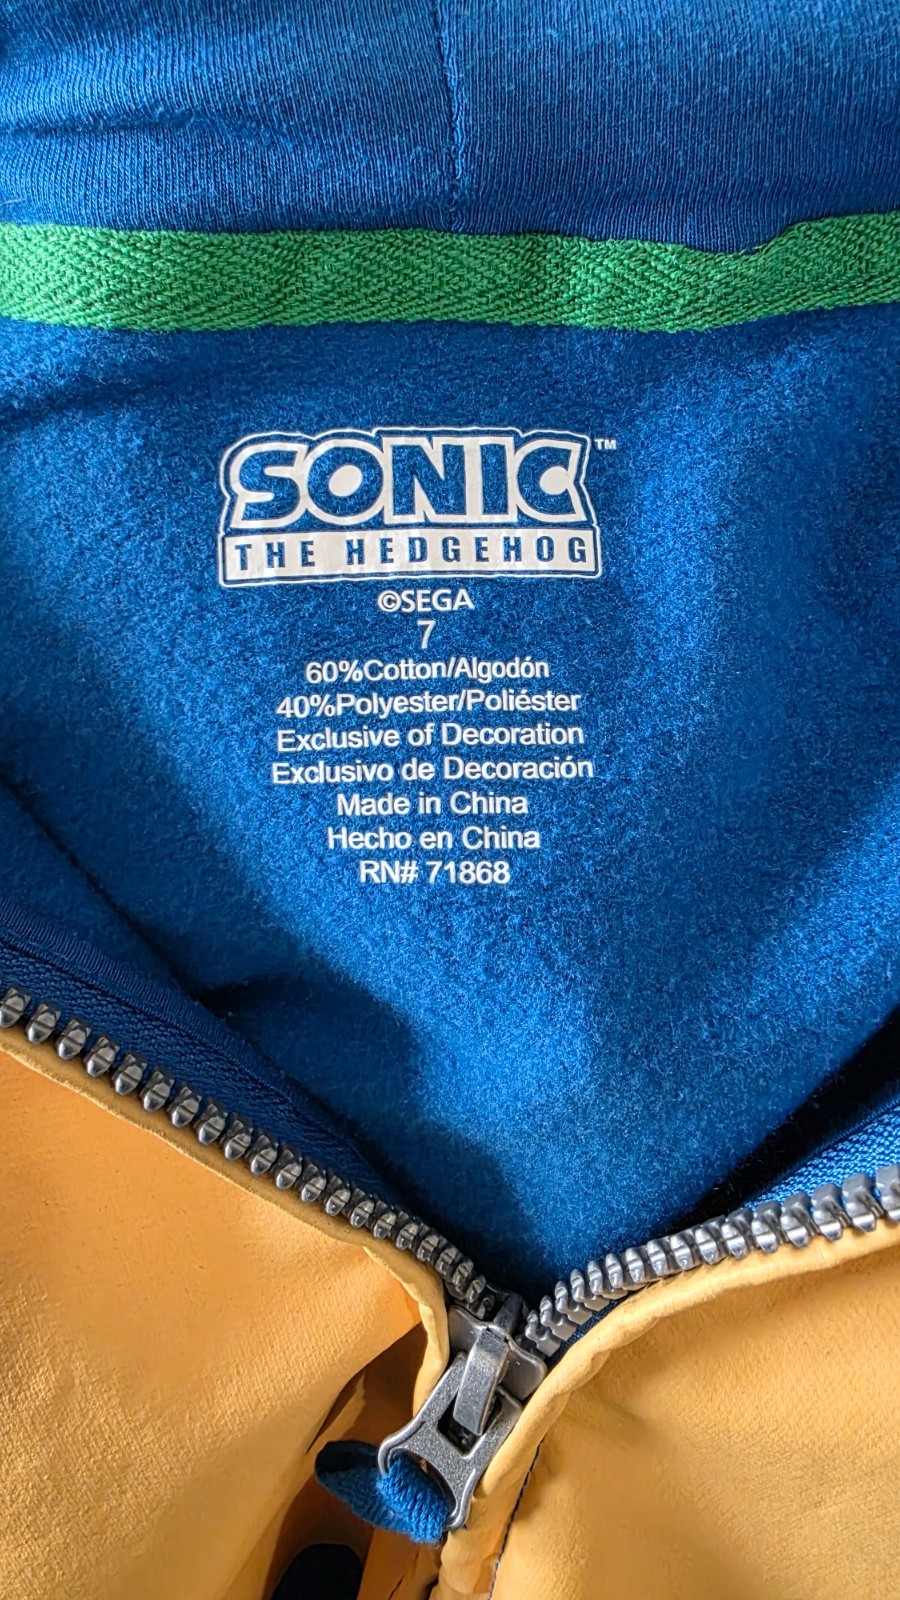 SONIC™
THE HEDGEHOG
©SEGA
7
60%Cotton/Algodón
40%Polyester/Poliéster
Exclusive of Decoration
Exclusivo de Decoración
Made in China
Hecho en China
RN# 71868